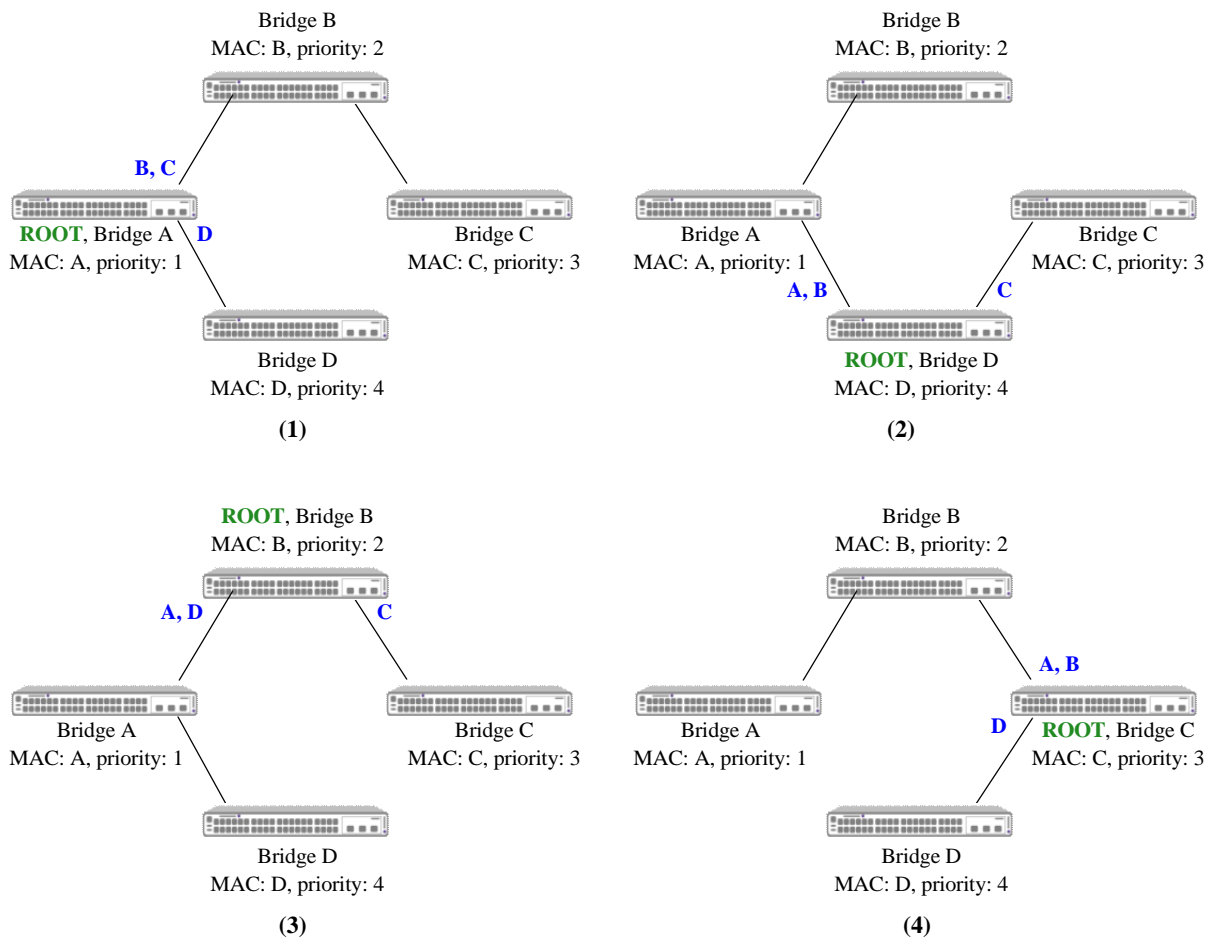 Bridge B
MAC: B, priority: 2
B, C
ROOT, Bridge A
D
MAC: A, priority: 1
Bridge C
MAC: C, priority: 3
Bridge D
MAC: D, priority: 4
(1)
Bridge B
MAC: B, priority: 2
Bridge A
MAC: A, priority: 1
Bridge C
MAC: C, priority: 3
A, B
C
ROOT, Bridge D
MAC: D, priority: 4
(2)
ROOT, Bridge B
MAC: B, priority: 2
A, D
C
Bridge A
MAC: A, priority: 1
Bridge C
MAC: C, priority: 3
Bridge D
MAC: D, priority: 4
(3)
Bridge B
MAC: B, priority: 2
A, B
Bridge A
MAC: A, priority: 1
D
ROOT, Bridge C
MAC: C, priority: 3
Bridge D
MAC: D, priority: 4
(4)